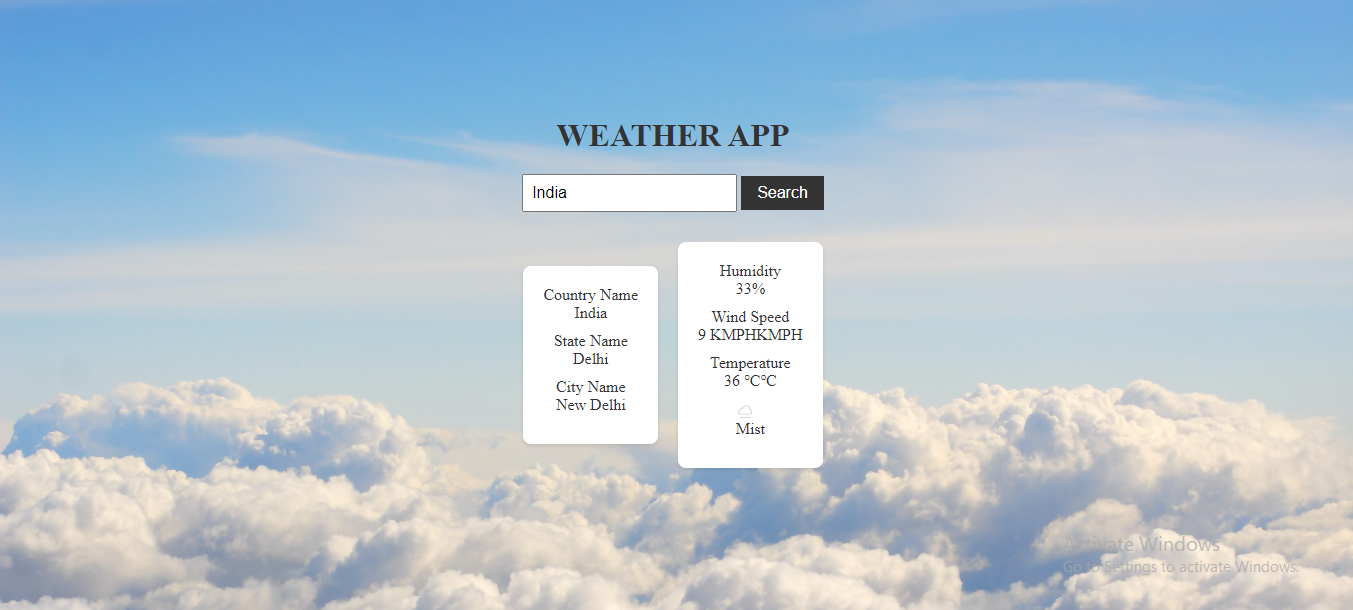 WEATHER APP
India
Search
Country Name
India
State Name
Delhi
City Name
New Delhi
Humidity
33%
Wind Speed
9 KMPHKMPH
Temperature
36 °C°C
Mist
Activate Windows
Go to Settings to activate Windows.